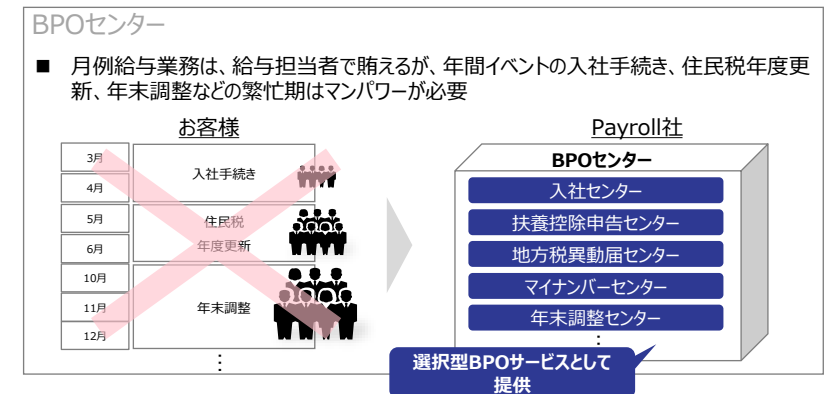 BPOセンター
■ 月例給与業務は、給与担当者で賄えるが、年間イベントの入社手続き、住民税年度更
新、年末調整などの繁忙期はマンパワーが必要
お客様
3月
4月
入社手続き
5月
6月
住民税
年度更新
10月
11月
12月
年末調整
⋮
Payroll社
BPOセンター
入社センター
扶養控除申告センター
地方税異動届センター
マイナンバーセンター
年末調整センター
⋮
選択型BPOサービスとして
提供